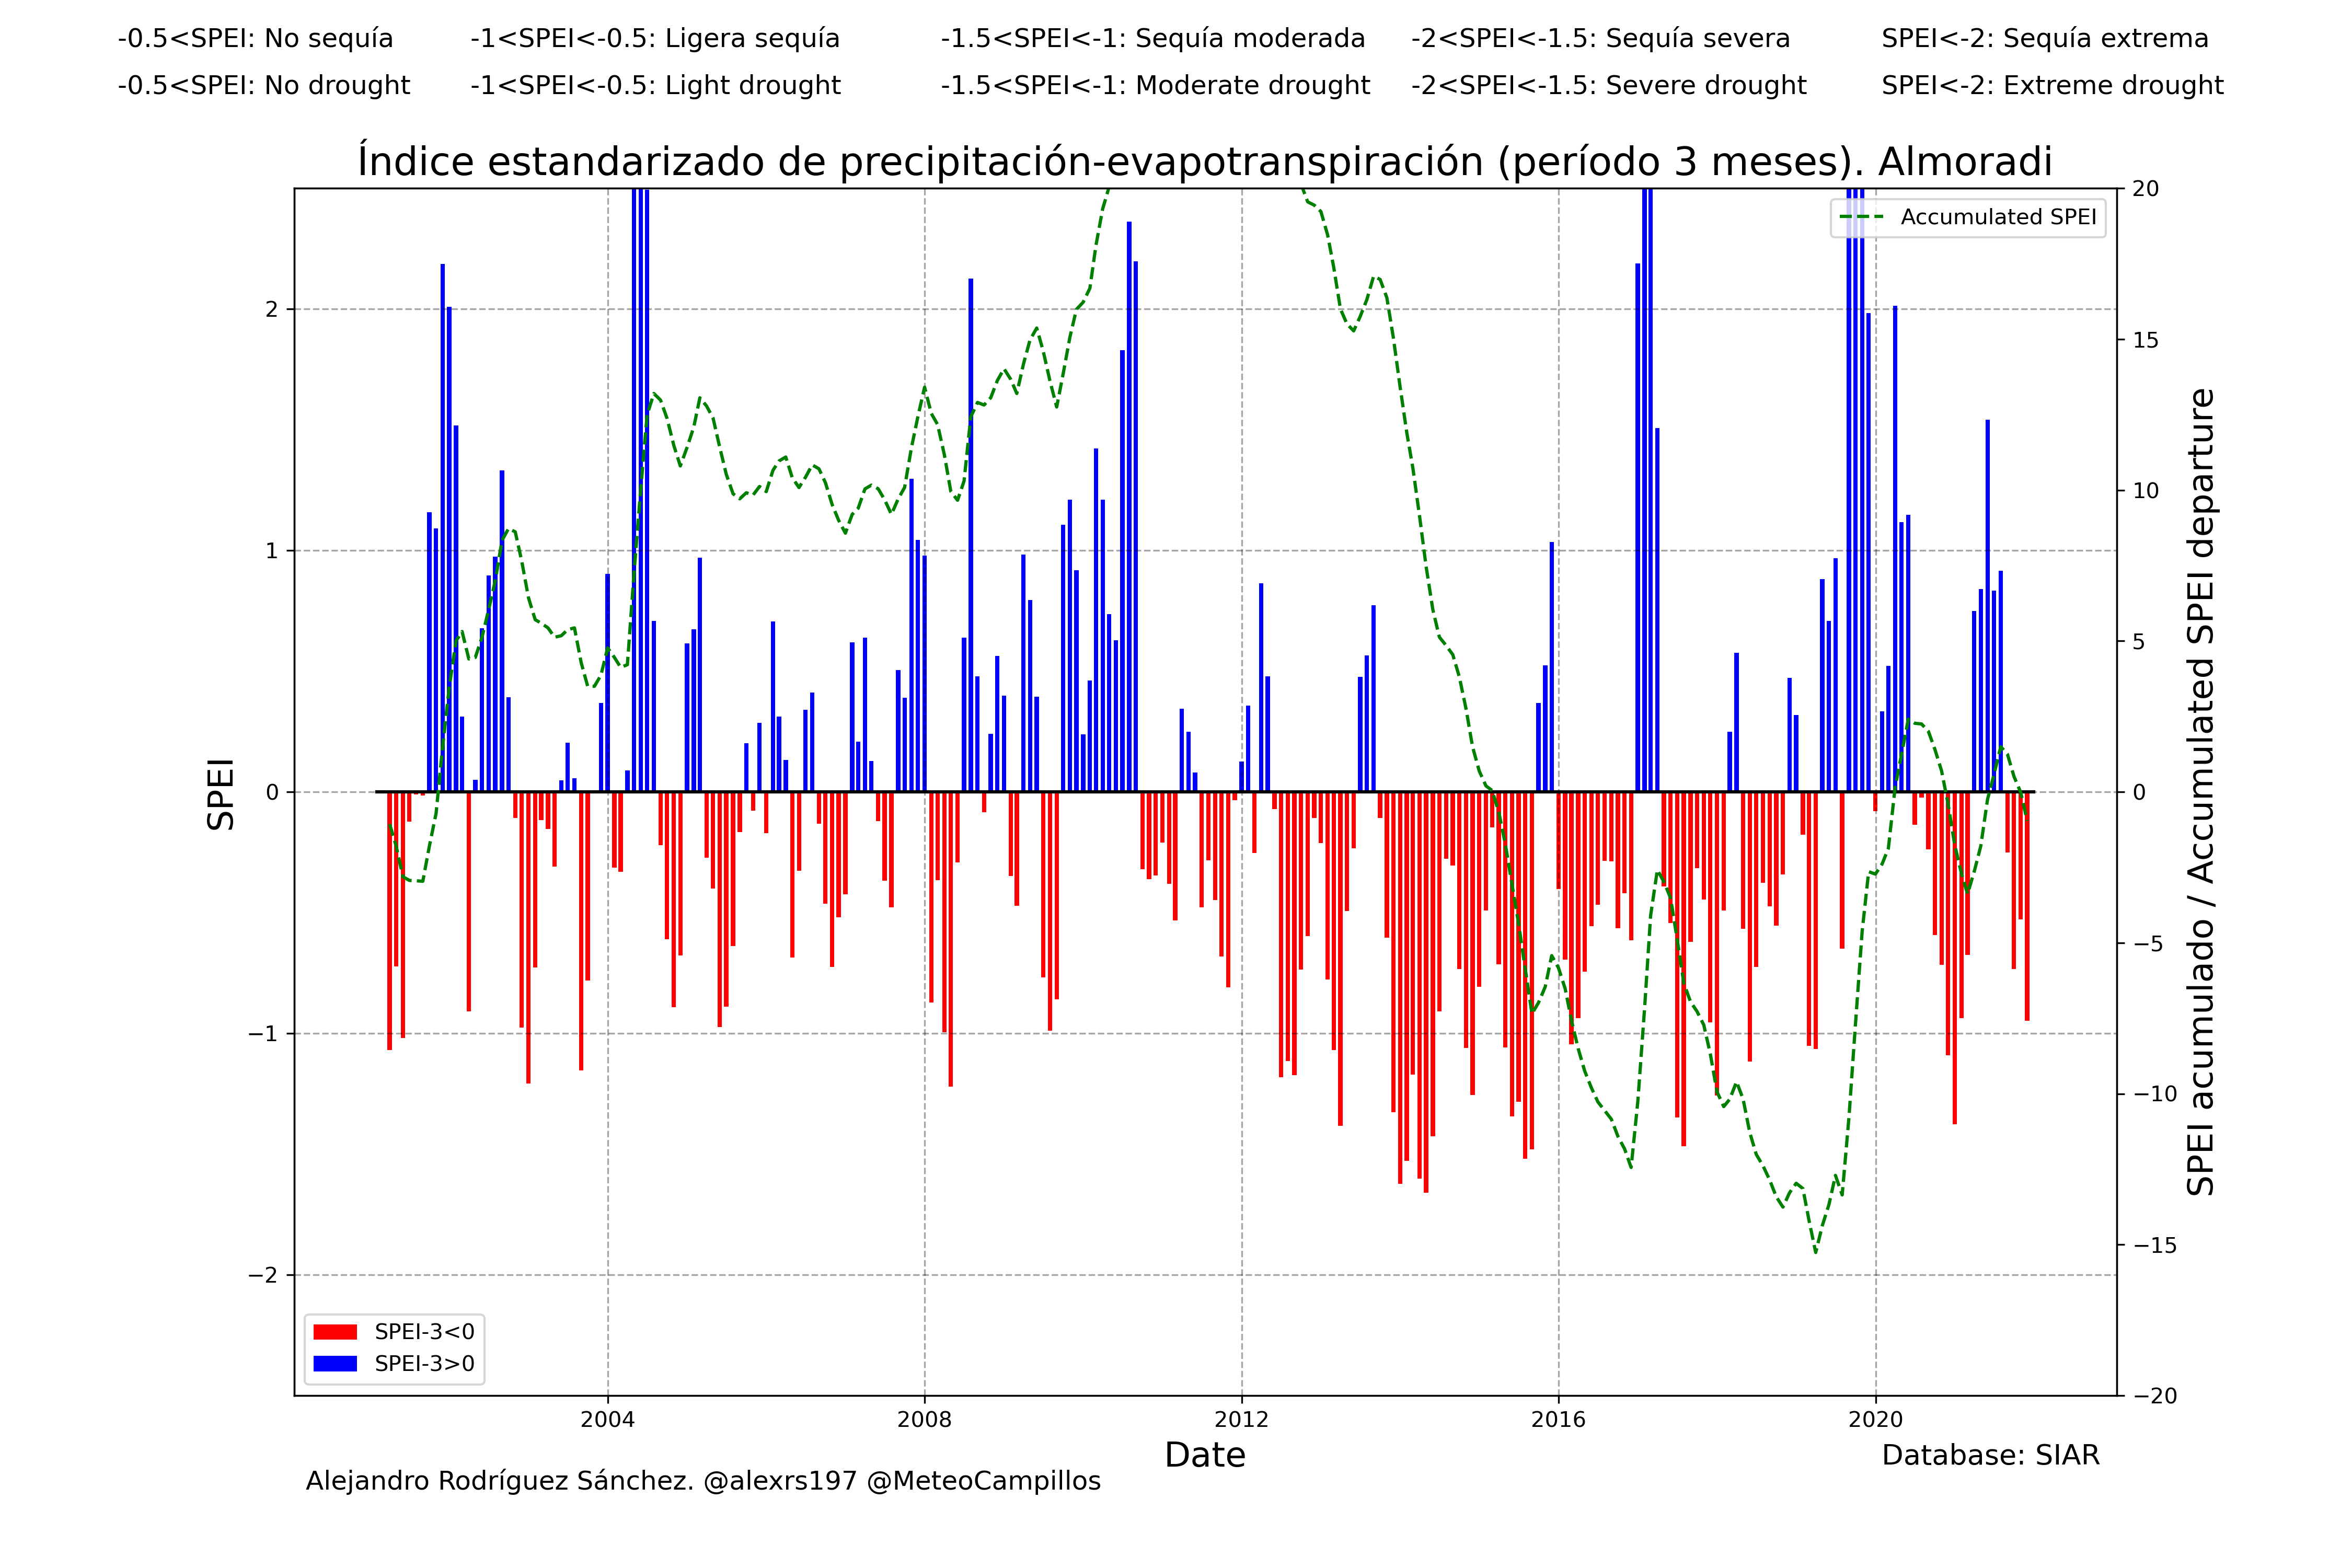 -0.5<SPEI: No sequía -1<SPEI<-0.5: Ligera sequía -1.5<SPEI<-1: Sequía moderada -2<SPEI<-1.5: Sequía severa SPEI<-2: Sequía extrema
-0.5<SPEI: No drought -1<SPEI<-0.5: Light drought -1.5<SPEI<-1: Moderate drought -2<SPEI<-1.5: Severe drought SPEI<-2: Extreme drought
Índice estandarizado de precipitación-evapotranspiración (período 3 meses). Almoradi
SPEI
2
1
0
−1
−2
Accumulated SPEI
SPEI-3<0
SPEI-3>0
20
15
10
5
0
−5
−10
−15
−20
SPEI acumulado / Accumulated SPEI departure
2004 2008 2012 2016 2020
Date
Database: SIAR
Alejandro Rodríguez Sánchez. @alexrs197 @MeteoCampillos